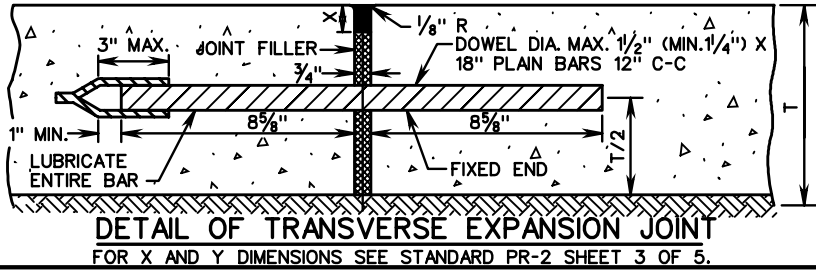 X
1/8" R
3" MAX.
JOINT FILLER
DOWEL DIA. MAX. 1 1/2" (MIN. 1 1/4") X
18" PLAIN BARS 12" C-C
3/4"
1" MIN.
8 5/8"
8 5/8"
T/2
T
LUBRICATE
ENTIRE BAR
FIXED END
DETAIL OF TRANSVERSE EXPANSION JOINT
FOR X AND Y DIMENSIONS SEE STANDARD PR-2 SHEET 3 OF 5.